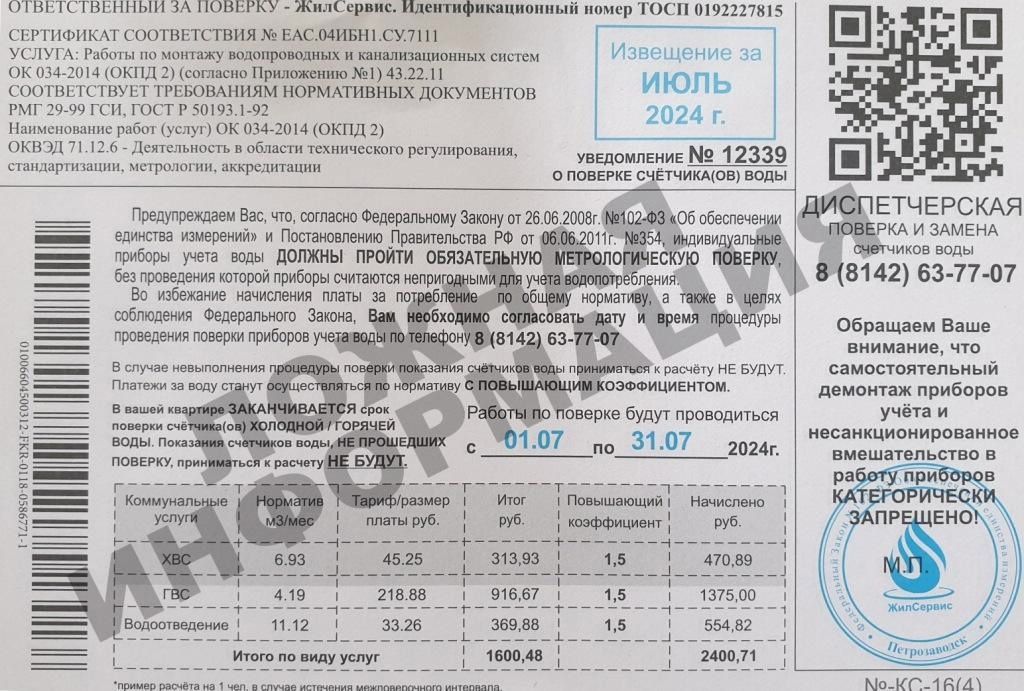 ОТВЕТСТВЕННЫЙ ЗА ПОВЕРКУ - ЖилСервис. Идентификационный номер ТОСП 0192227815
СЕРТИФИКАТ СООТВЕТСТВИЯ № ЕАС.04ИБН1.СУ.7111
УСЛУГА: Работы по монтажу водопроводных и канализационных систем
ОК 034-2014 (ОКПД 2) (согласно Приложению №1) 43.22.11
СООТВЕТСТВУЕТ ТРЕБОВАНИЯМ НОРМАТИВНЫХ ДОКУМЕНТОВ
РМГ 29-99 ГСИ, ГОСТ Р 50193.1-92
Наименование работ (услуг) ОК 034-2014 (ОКПД 2)
ОКВЭД 71.12.6 - Деятельность в области технического регулирования,
стандартизации, метрологии, аккредитации
Извещение за
ИЮЛЬ
2024 г.
УВЕДОМЛЕНИЕ № 12339
О ПОВЕРКЕ СЧЁТЧИКА(ОВ) ВОДЫ
Предупреждаем Вас, что, согласно Федеральному Закону от 26.06.2008г. №102-ФЗ «Об обеспечении
единства измерений» и Постановлению Правительства РФ от 06.06.2011г. №354, индивидуальные
приборы учета воды ДОЛЖНЫ ПРОЙТИ ОБЯЗАТЕЛЬНУЮ МЕТРОЛОГИЧЕСКУЮ ПОВЕРКУ,
без проведения которой приборы считаются непригодными для учета водопотребления.
Во избежание начисления платы за потребление по общему нормативу, а также в целях
соблюдения Федерального Закона, Вам необходимо согласовать дату и время процедуры
проведения поверки приборов учета воды по телефону 8 (8142) 63-77-07
В случае невыполнения процедуры поверки показания счётчиков воды приниматься к расчёту НЕ БУДУТ.
Платежи за воду станут осуществляться по нормативу С ПОВЫШАЮЩИМ КОЭФФИЦИЕНТОМ.
В вашей квартире ЗАКАНЧИВАЕТСЯ срок
поверки счётчика(ов) ХОЛОДНОЙ / ГОРЯЧЕЙ
ВОДЫ. Показания счетчиков воды, НЕ ПРОШЕДШИХ
ПОВЕРКУ, приниматься к расчету НЕ БУДУТ.
Работы по поверке будут проводиться
с 01.07 по 31.07 2024г.
Коммунальные услуги Норматив м3/мес Тариф/размер платы руб. Итог руб. Повышающий коэффициент Начислено руб.
ХВС 6.93 45.25 313,93 1,5 470,89
ГВС 4.19 218.88 916,67 1,5 1375,00
Водоотведение 11.12 33.26 369,88 1,5 554,82
Итого по виду услуг 1600,48 2400,71
*пример расчёта на 1 чел. в случае истечения межповерочного интервала.
01006604500312-FKR-0118-0586771-1
ДИСПЕТЧЕРСКАЯ
ПОВЕРКА И ЗАМЕНА
счетчиков воды
8 (8142) 63-77-07
Обращаем Ваше
внимание, что
самостоятельный
демонтаж приборов
учёта и
несанкционированное
вмешательство в
работу приборов
КАТЕГОРИЧЕСКИ
ЗАПРЕЩЕНО!
М.П.
ЖилСервис
Петрозаводск
№-КС-16(4)
ЛОЖНАЯ
ИНФОРМАЦИЯ